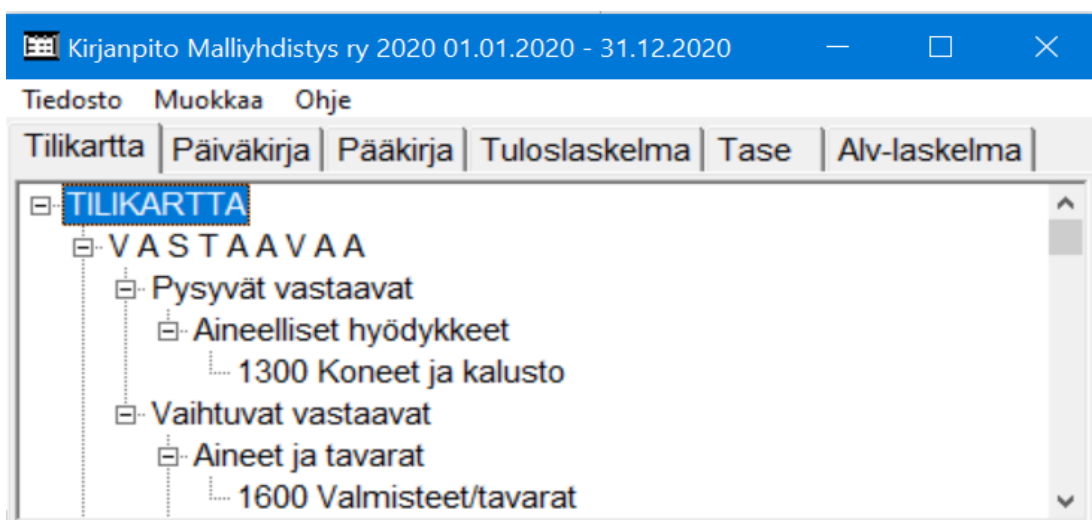 Kirjanpito Malliyhdistys ry 2020 01.01.2020 - 31.12.2020
Tiedosto Muokkaa Ohje
Tilikartta Päiväkirja Pääkirja Tuloslaskelma Tase Alv-laskelma
TILIKARTTA
V A S T A A V A A
Pysyvät vastaavat
Aineelliset hyödykkeet
1300 Koneet ja kalusto
Vaihtuvat vastaavat
Aineet ja tavarat
1600 Valmisteet/tavarat